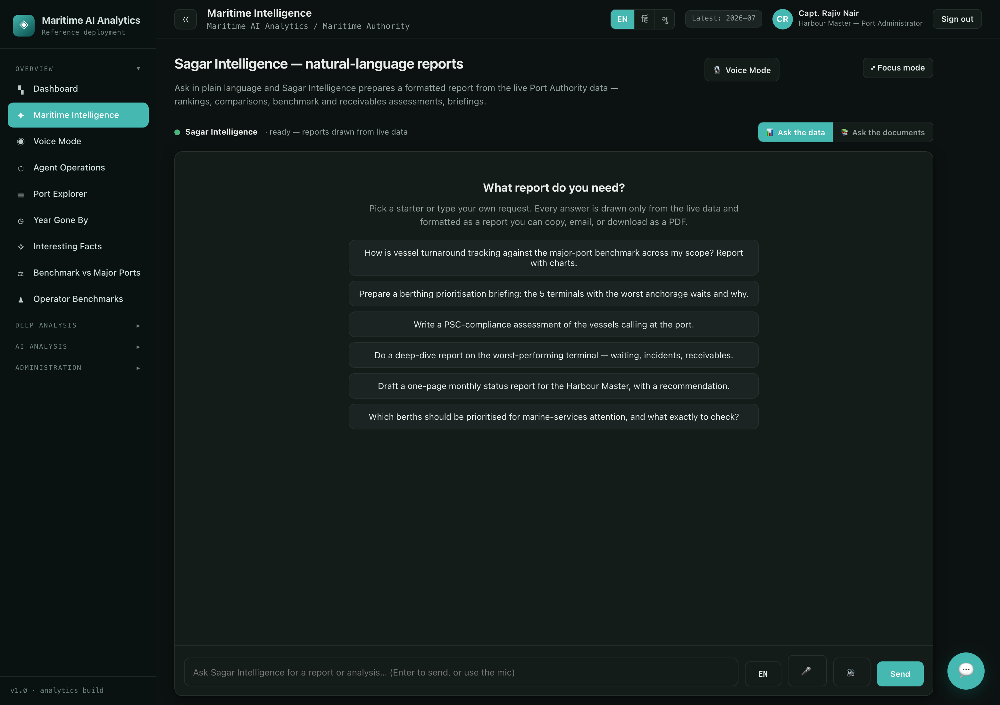 Maritime AI Analytics
Reference deployment
OVERVIEW
Dashboard
Maritime Intelligence
Voice Mode
Agent Operations
Port Explorer
Year Gone By
Interesting Facts
Benchmark vs Major Ports
Operator Benchmarks
DEEP ANALYSIS
AI ANALYSIS
ADMINISTRATION
v1.0 · analytics build
Maritime Intelligence
Maritime AI Analytics / Maritime Authority
EN
हिं
ગુ
Latest: 2026-07
CR
Capt. Rajiv Nair
Harbour Master — Port Administrator
Sign out
Sagar Intelligence — natural-language reports
Ask in plain language and Sagar Intelligence prepares a formatted report from the live Port Authority data —
rankings, comparisons, benchmark and receivables assessments, briefings.
Voice Mode
Focus mode
Sagar Intelligence · ready — reports drawn from live data
Ask the data
Ask the documents
What report do you need?
Pick a starter or type your own request. Every answer is drawn only from the live data and
formatted as a report you can copy, email, or download as a PDF.
How is vessel turnaround tracking against the major-port benchmark across my scope? Report
with charts.
Prepare a berthing prioritisation briefing: the 5 terminals with the worst anchorage waits and why.
Write a PSC-compliance assessment of the vessels calling at the port.
Do a deep-dive report on the worst-performing terminal — waiting, incidents, receivables.
Draft a one-page monthly status report for the Harbour Master, with a recommendation.
Which berths should be prioritised for marine-services attention, and what exactly to check?
Ask Sagar Intelligence for a report or analysis... (Enter to send, or use the mic)
EN
Send